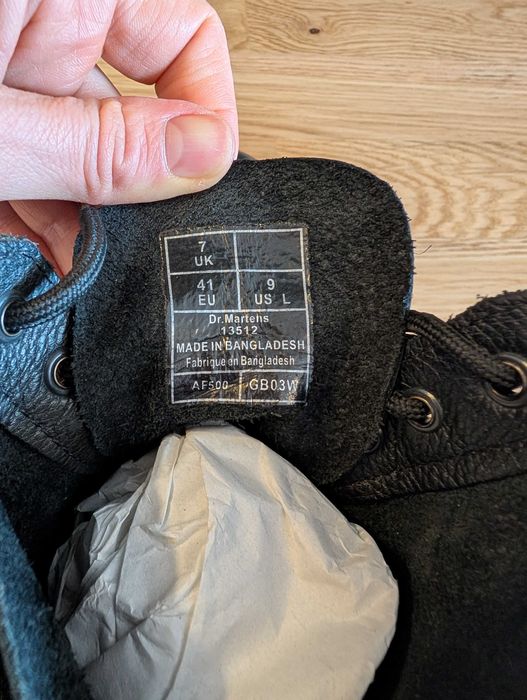 7
UK
41 9
EU US L
Dr.Martens
13512
MADE IN BANGLADESH
Fabrique en Bangladesh
AF500 GB03W